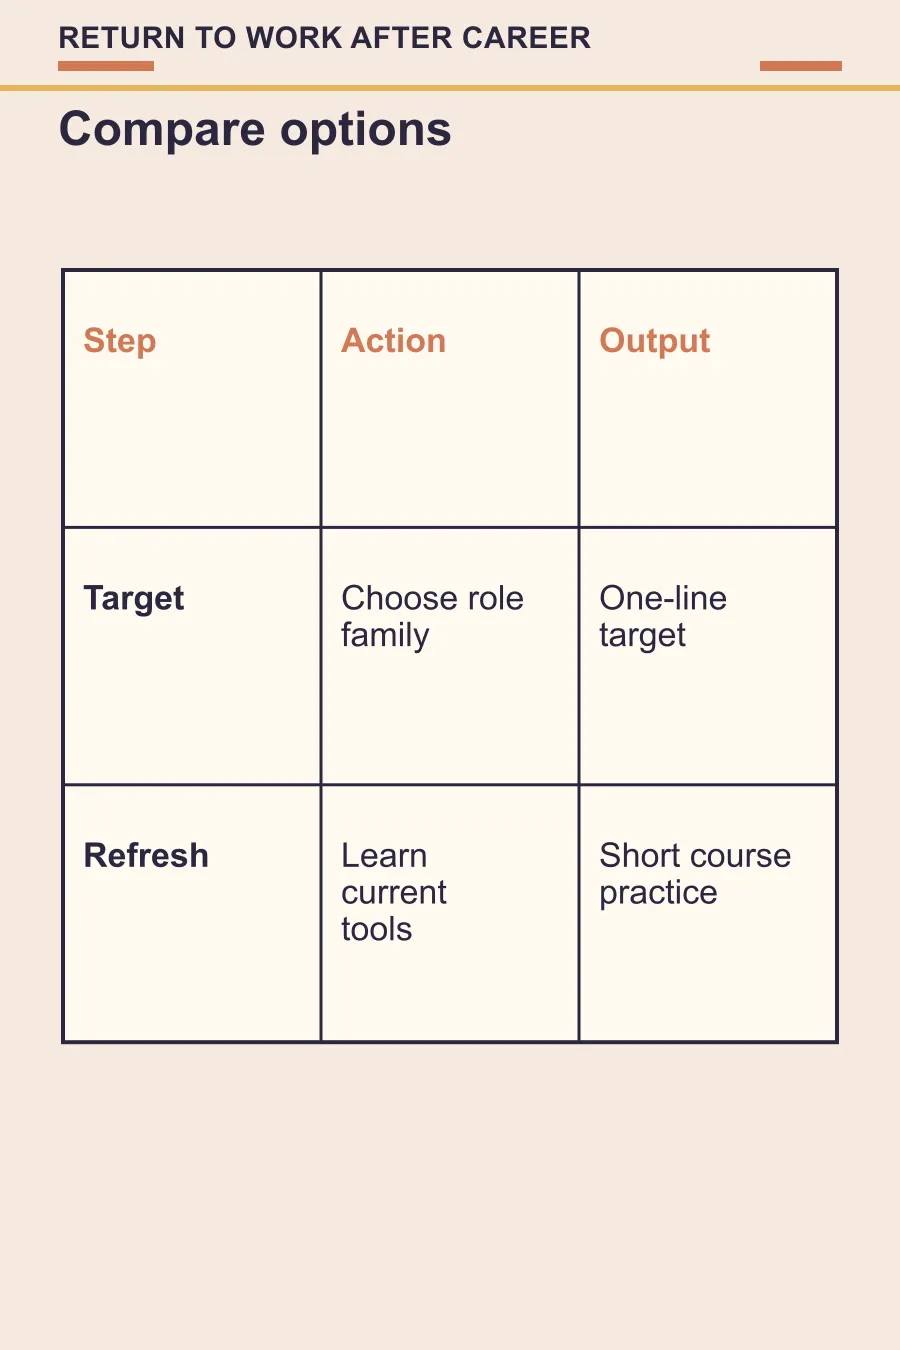 RETURN TO WORK AFTER CAREER
Compare options
Step
Action
Output
Target
Choose role
family
One-line
target
Refresh
Learn
current
tools
Short course
practice